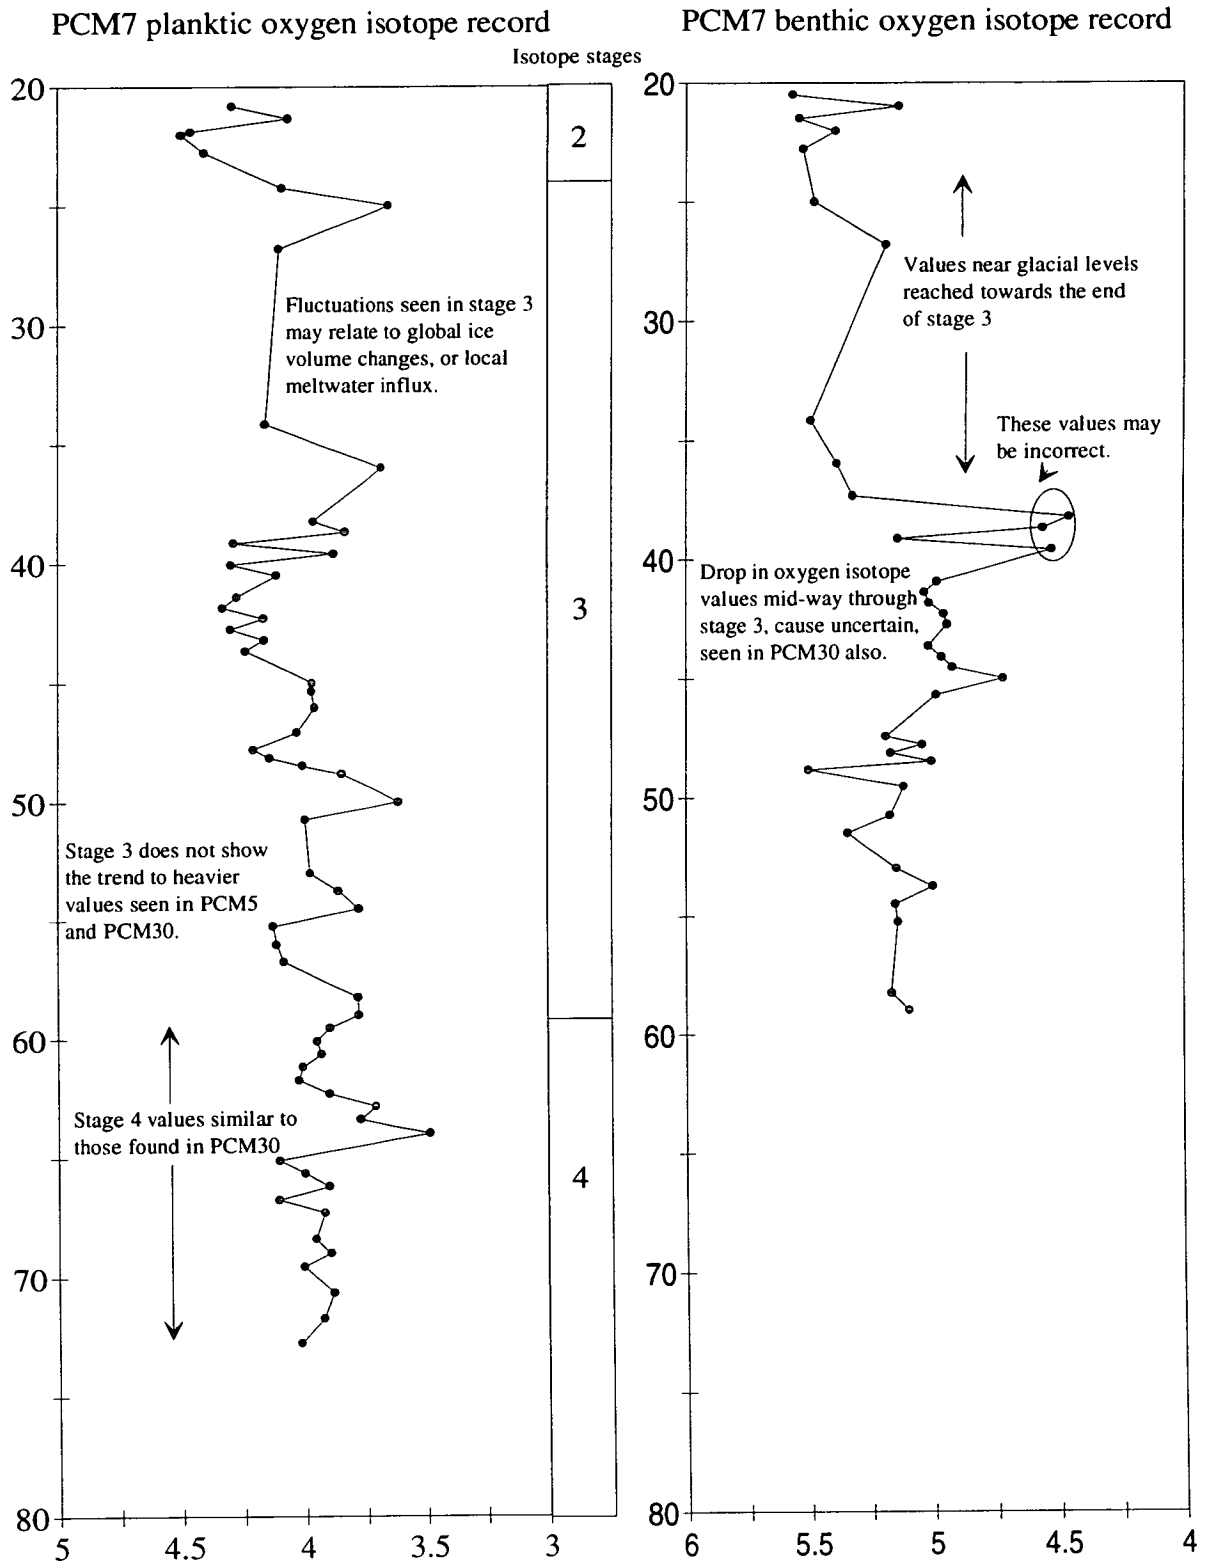 PCM7 planktic oxygen isotope record
PCM7 benthic oxygen isotope record
Isotope stages
20
30
40
50
60
70
80
5
4.5
4
3.5
3
Fluctuations seen in stage 3
may relate to global ice
volume changes, or local
meltwater influx.
Stage 3 does not show
the trend to heavier
values seen in PCM5
and PCM30.
Stage 4 values similar to
those found in PCM30
2
3
4
20
30
40
50
60
70
80
6
5.5
5
4.5
4
Values near glacial levels
reached towards the end
of stage 3
These values may
be incorrect.
Drop in oxygen isotope
values mid-way through
stage 3, cause uncertain,
seen in PCM30 also.